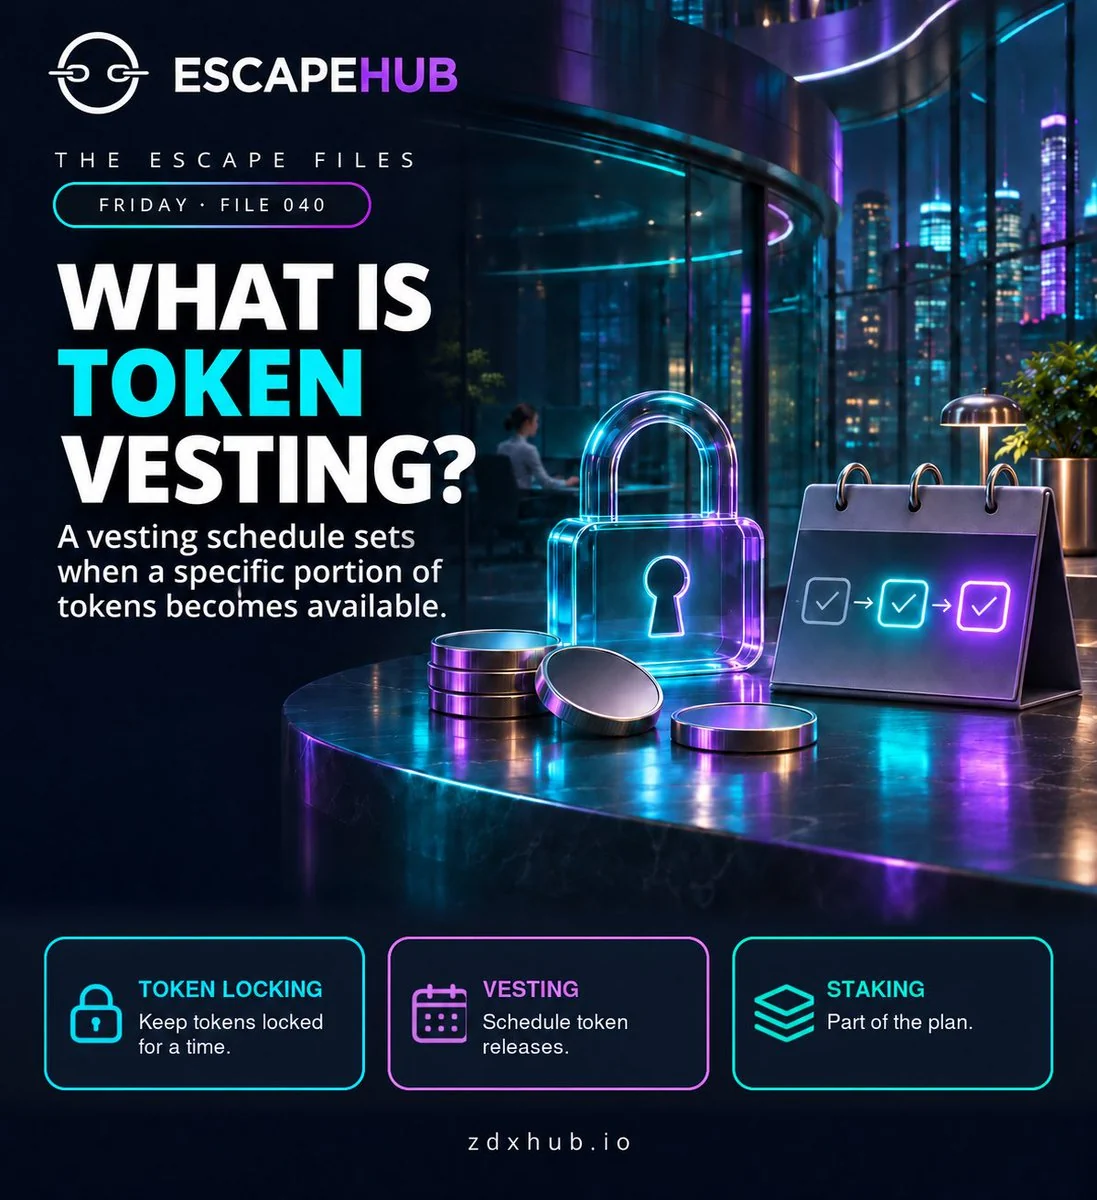 ESCAPEHUB
THE ESCAPE FILES
FRIDAY · FILE 040
WHAT IS
TOKEN
VESTING?
A vesting schedule sets
when a specific portion of
tokens becomes available.
TOKEN LOCKING
Keep tokens locked
for a time.
VESTING
Schedule token
releases.
STAKING
Part of the plan.
zdxhub.io